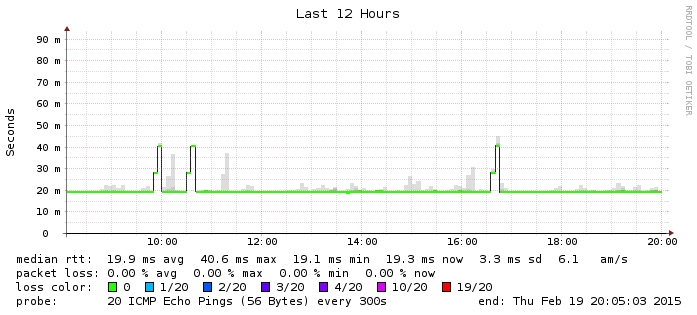 Last 12 Hours
RRDTOOL / TOBI OETIKER
Seconds
90 m
80 m
70 m
60 m
50 m
40 m
30 m
20 m
10 m
0
10:00 12:00 14:00 16:00 18:00 20:00
median rtt: 19.9 ms avg 40.6 ms max 19.1 ms min 19.3 ms now 3.3 ms sd 6.1 am/s
packet loss: 0.00 % avg 0.00 % max 0.00 % min 0.00 % now
loss color: 0 1/20 2/20 3/20 4/20 10/20 19/20
probe: 20 ICMP Echo Pings (56 Bytes) every 300s end: Thu Feb 19 20:05:03 2015